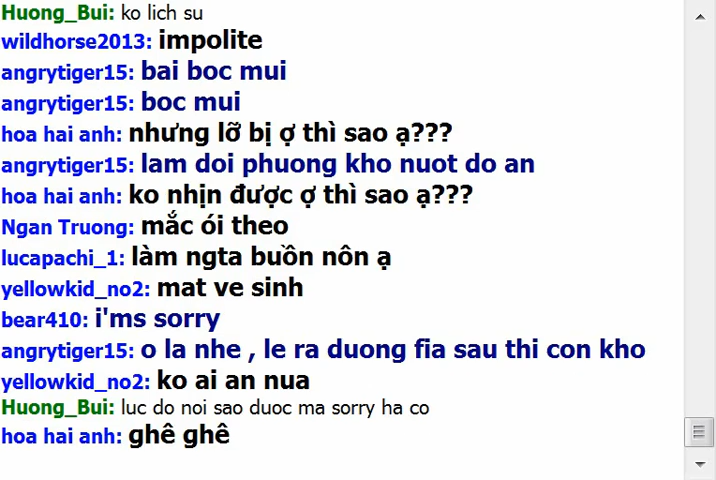 Huong_Bui: ko lich su
wildhorse2013: impolite
angrytiger15: bai boc mui
angrytiger15: boc mui
hoa hai anh: nhưng lỡ bị ợ thì sao ạ???
angrytiger15: lam doi phuong kho nuot do an
hoa hai anh: ko nhịn được ợ thì sao ạ???
Ngan Truong: mắc ói theo
lucapachi_1: làm ngta buồn nôn ạ
yellowkid_no2: mat ve sinh
bear410: i'ms sorry
angrytiger15: o la nhe , le ra duong fia sau thi con kho
yellowkid_no2: ko ai an nua
Huong_Bui: luc do noi sao duoc ma sorry ha co
hoa hai anh: ghê ghê